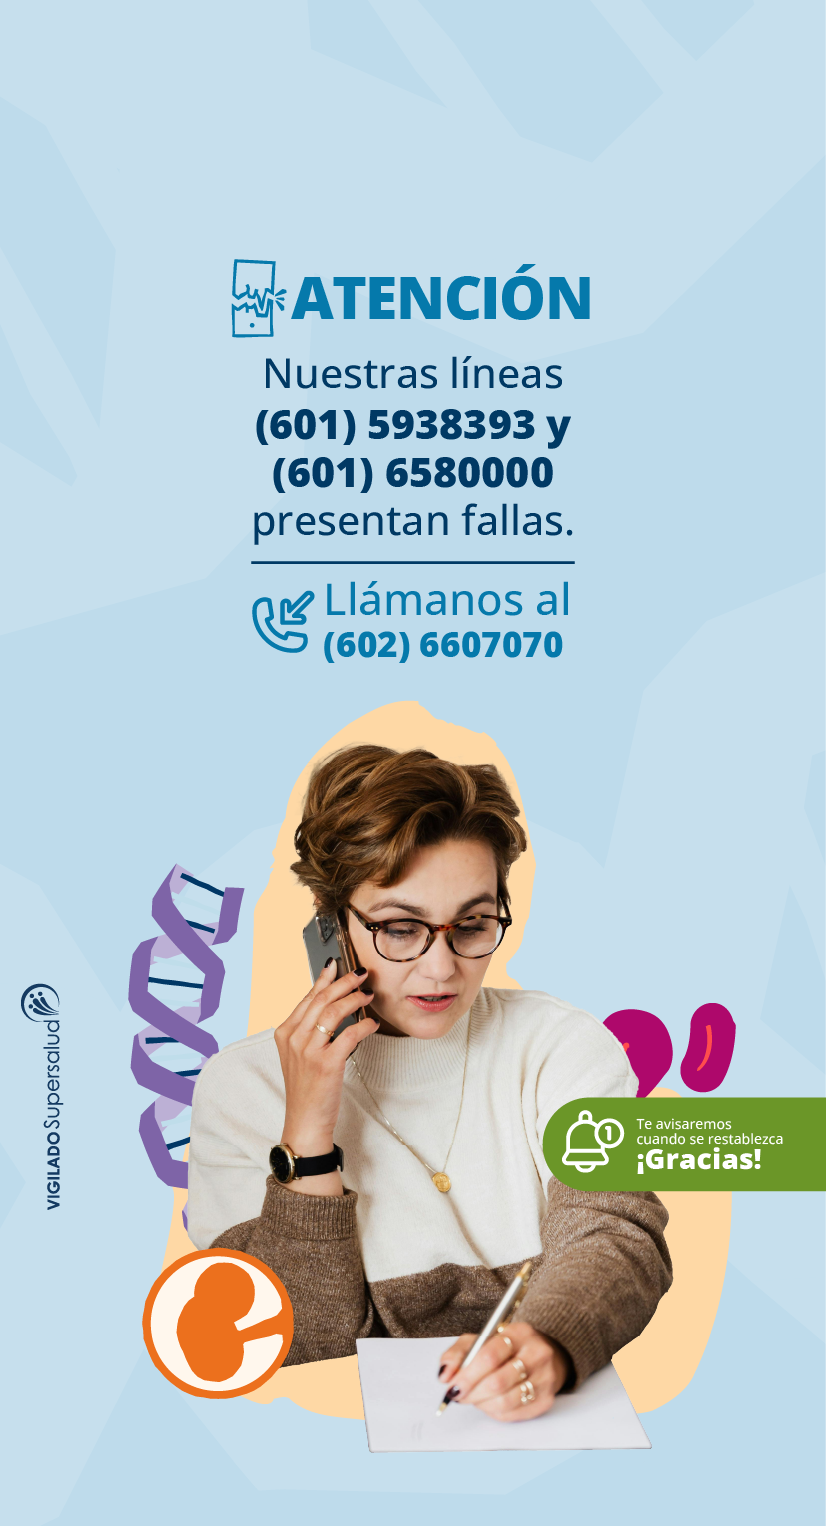 ATENCIÓN
Nuestras líneas
(601) 5938393 y
(601) 6580000
presentan fallas.
Llámanos al
(602) 6607070
VIGILADO Supersalud
1
Te avisaremos
cuando se restablezca
¡Gracias!